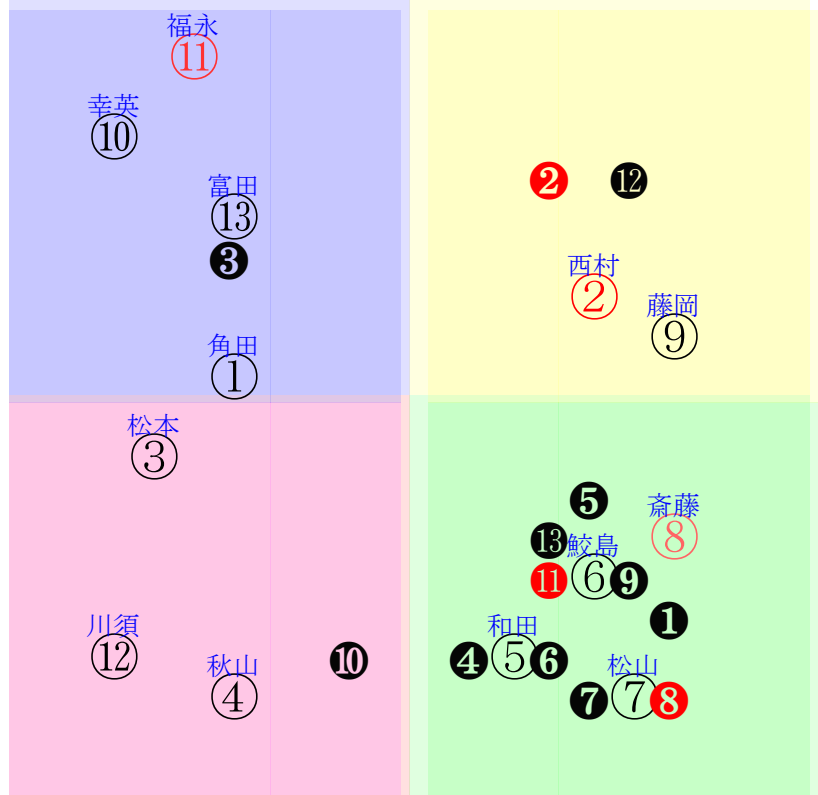 福永
⑪
幸英
⑩
富田
⑬
❸
角田
①
❷ ⓬
西村
②
藤岡
⑨
松本
③
川須
⑫
秋山
④
❿
❺
斎藤
⑧
⓭
鮫島
⑥
⓫
❾
❶
和田
❹ ⑤ ❻
松山
❼ ⑦ ❽